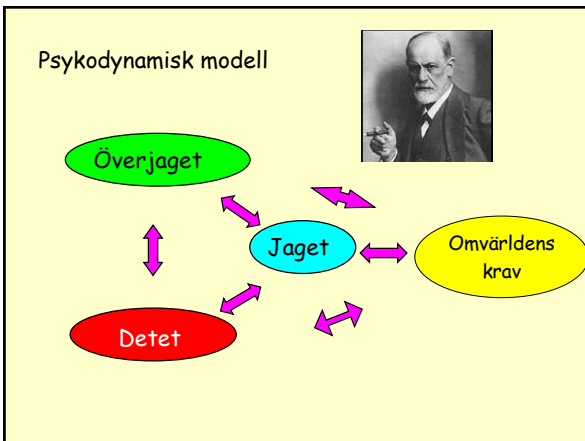 Psykodynamisk modell
Överjaget
Jaget
Omvärldens
krav
Detet